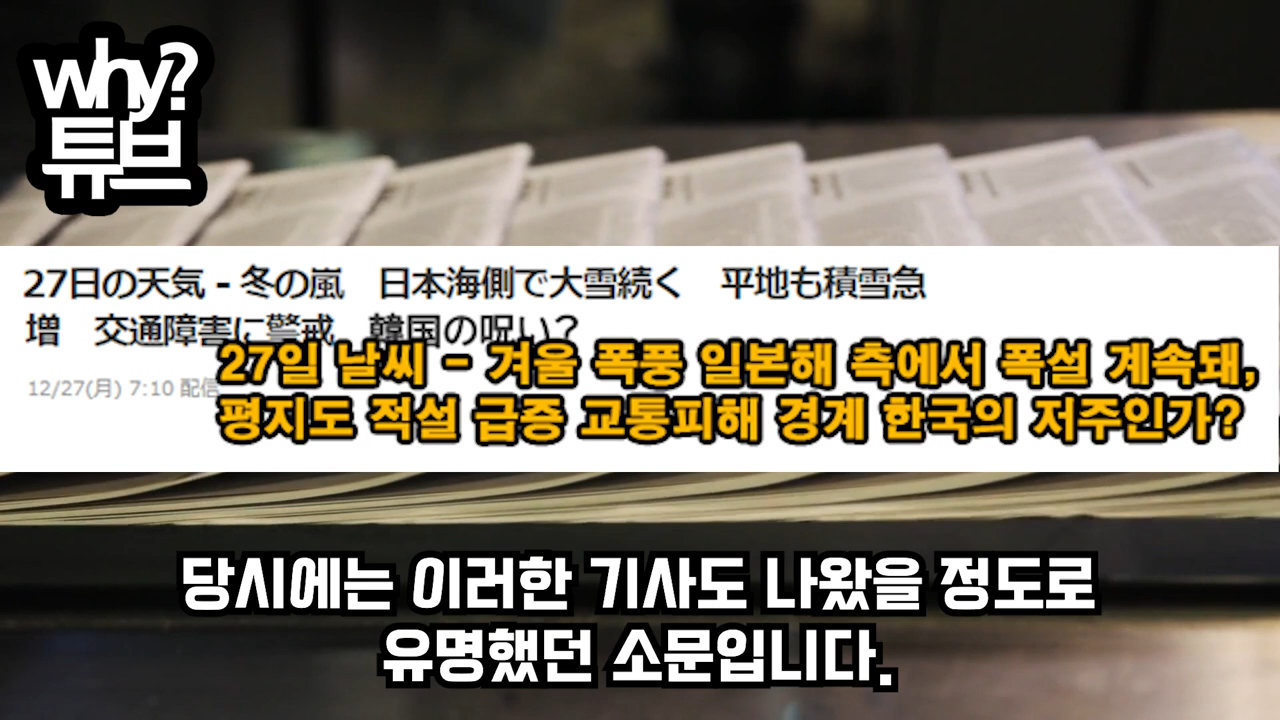 why?
튜브
27日の天気 - 冬の嵐　日本海側で大雪続く　平地も積雪急
増　交通障害に警戒　韓国の呪い？
12/27(月) 7:10 配信
27일 날씨 - 겨울 폭풍 일본해 측에서 폭설 계속돼,
평지도 적설 급증 교통피해 경계 한국의 저주인가?
당시에는 이러한 기사도 나왔을 정도로
유명했던 소문입니다.